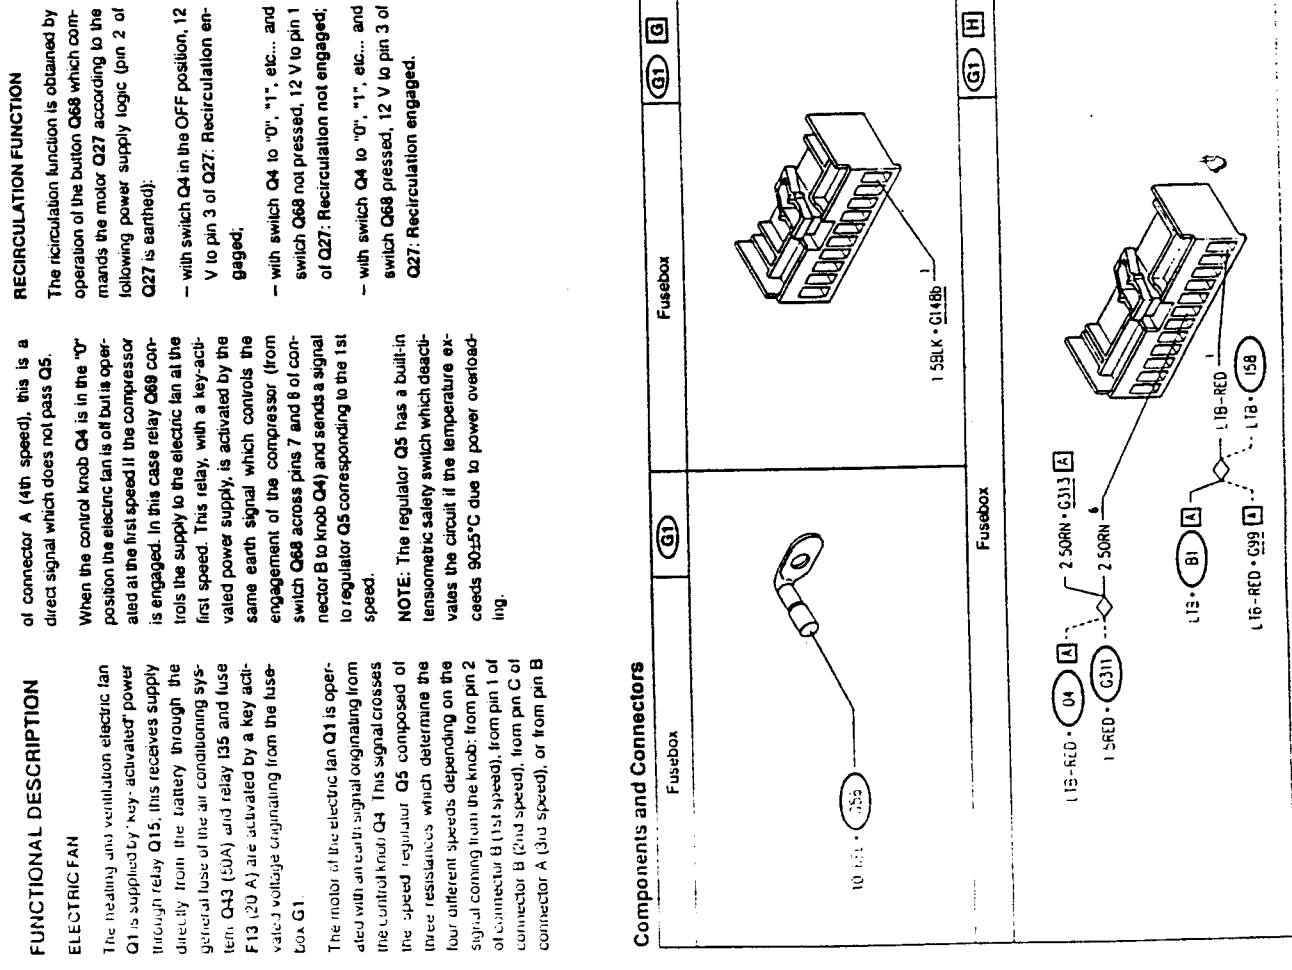 FUNCTIONAL DESCRIPTION
ELECTRIC FAN
The heating and ventilation electric fan
Q1 is supplied by "key- activated" power
through relay Q15; this receives supply
directly from the battery through the
general fuse of the air conditioning sys-
tem Q43 (50A) and relay I35 and fuse
F13 (20 A) are activated by a key acti-
vated voltage originating from the fuse-
box G1.
The motor of the electric fan Q1 is oper-
ated with an earth signal originating from
the control knob Q4. This signal crosses
the speed regulator Q5 composed of
three resistances which determine the
four different speeds depending on the
signal coming from the knob: from pin 2
of connector B (1st speed), from pin 1 of
connector B (2nd speed), from pin C of
connector A (3rd speed), or from pin B
of connector A (4th speed), this is a
direct signal which does not pass Q5.
When the control knob Q4 is in the "0"
position the electric fan is off but is oper-
ated at the first speed if the compressor
is engaged. In this case relay Q69 con-
trols the supply to the electric fan at the
first speed. This relay, with a key-acti-
vated power supply, is activated by the
same earth signal which controls the
engagement of the compressor (from
switch Q68 across pins 7 and 8 of con-
nector B to knob Q4) and sends a signal
to regulator Q5 corresponding to the 1st
speed.
NOTE: The regulator Q5 has a built-in
tensiometric safety switch which deacti-
vates the circuit if the temperature ex-
ceeds 90±5°C due to power overload-
ing.
RECIRCULATION FUNCTION
The ricirculation function is obtained by
operation of the button Q68 which com-
mands the motor Q27 according to the
following power supply logic (pin 2 of
Q27 is earthed):
– with switch Q4 in the OFF position, 12
V to pin 3 of Q27: Recirculation en-
gaged;
– with switch Q4 to "0", "1", etc... and
switch Q68 not pressed, 12 V to pin 1
of Q27: Recirculation not engaged;
– with switch Q4 to "0", "1", etc... and
switch Q68 pressed, 12 V to pin 3 of
Q27: Recirculation engaged.
Components and Connectors
Fusebox G1
Fusebox G1 G
1 5BLK • G148b 1
Fusebox G1 H
LTB-RED • O4 A 2.5ORN • G313 A
1 5RED • G311 2 5ORN 6
LTB • B1 A LTB-RED 1
LTB-RED • G99 A LTB • I58